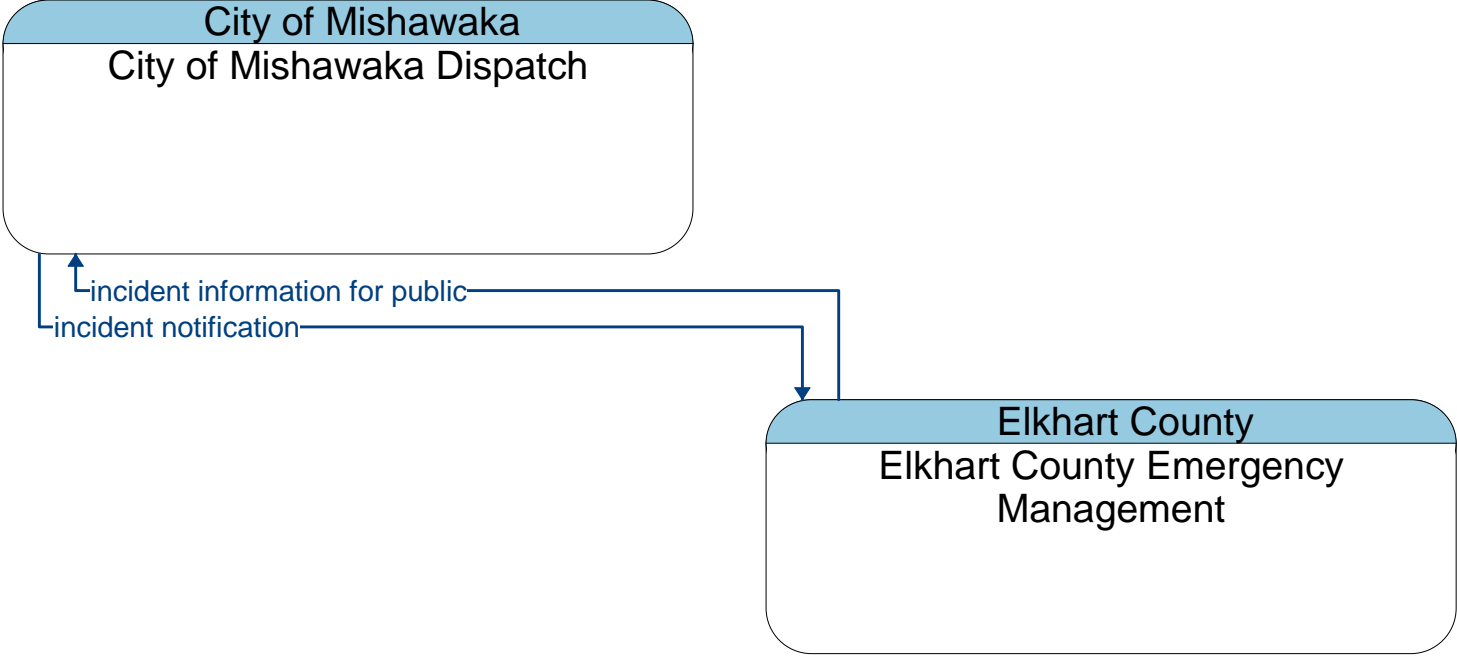 City of Mishawaka
City of Mishawaka Dispatch
incident information for public
incident notification
Elkhart County
Elkhart County Emergency
Management